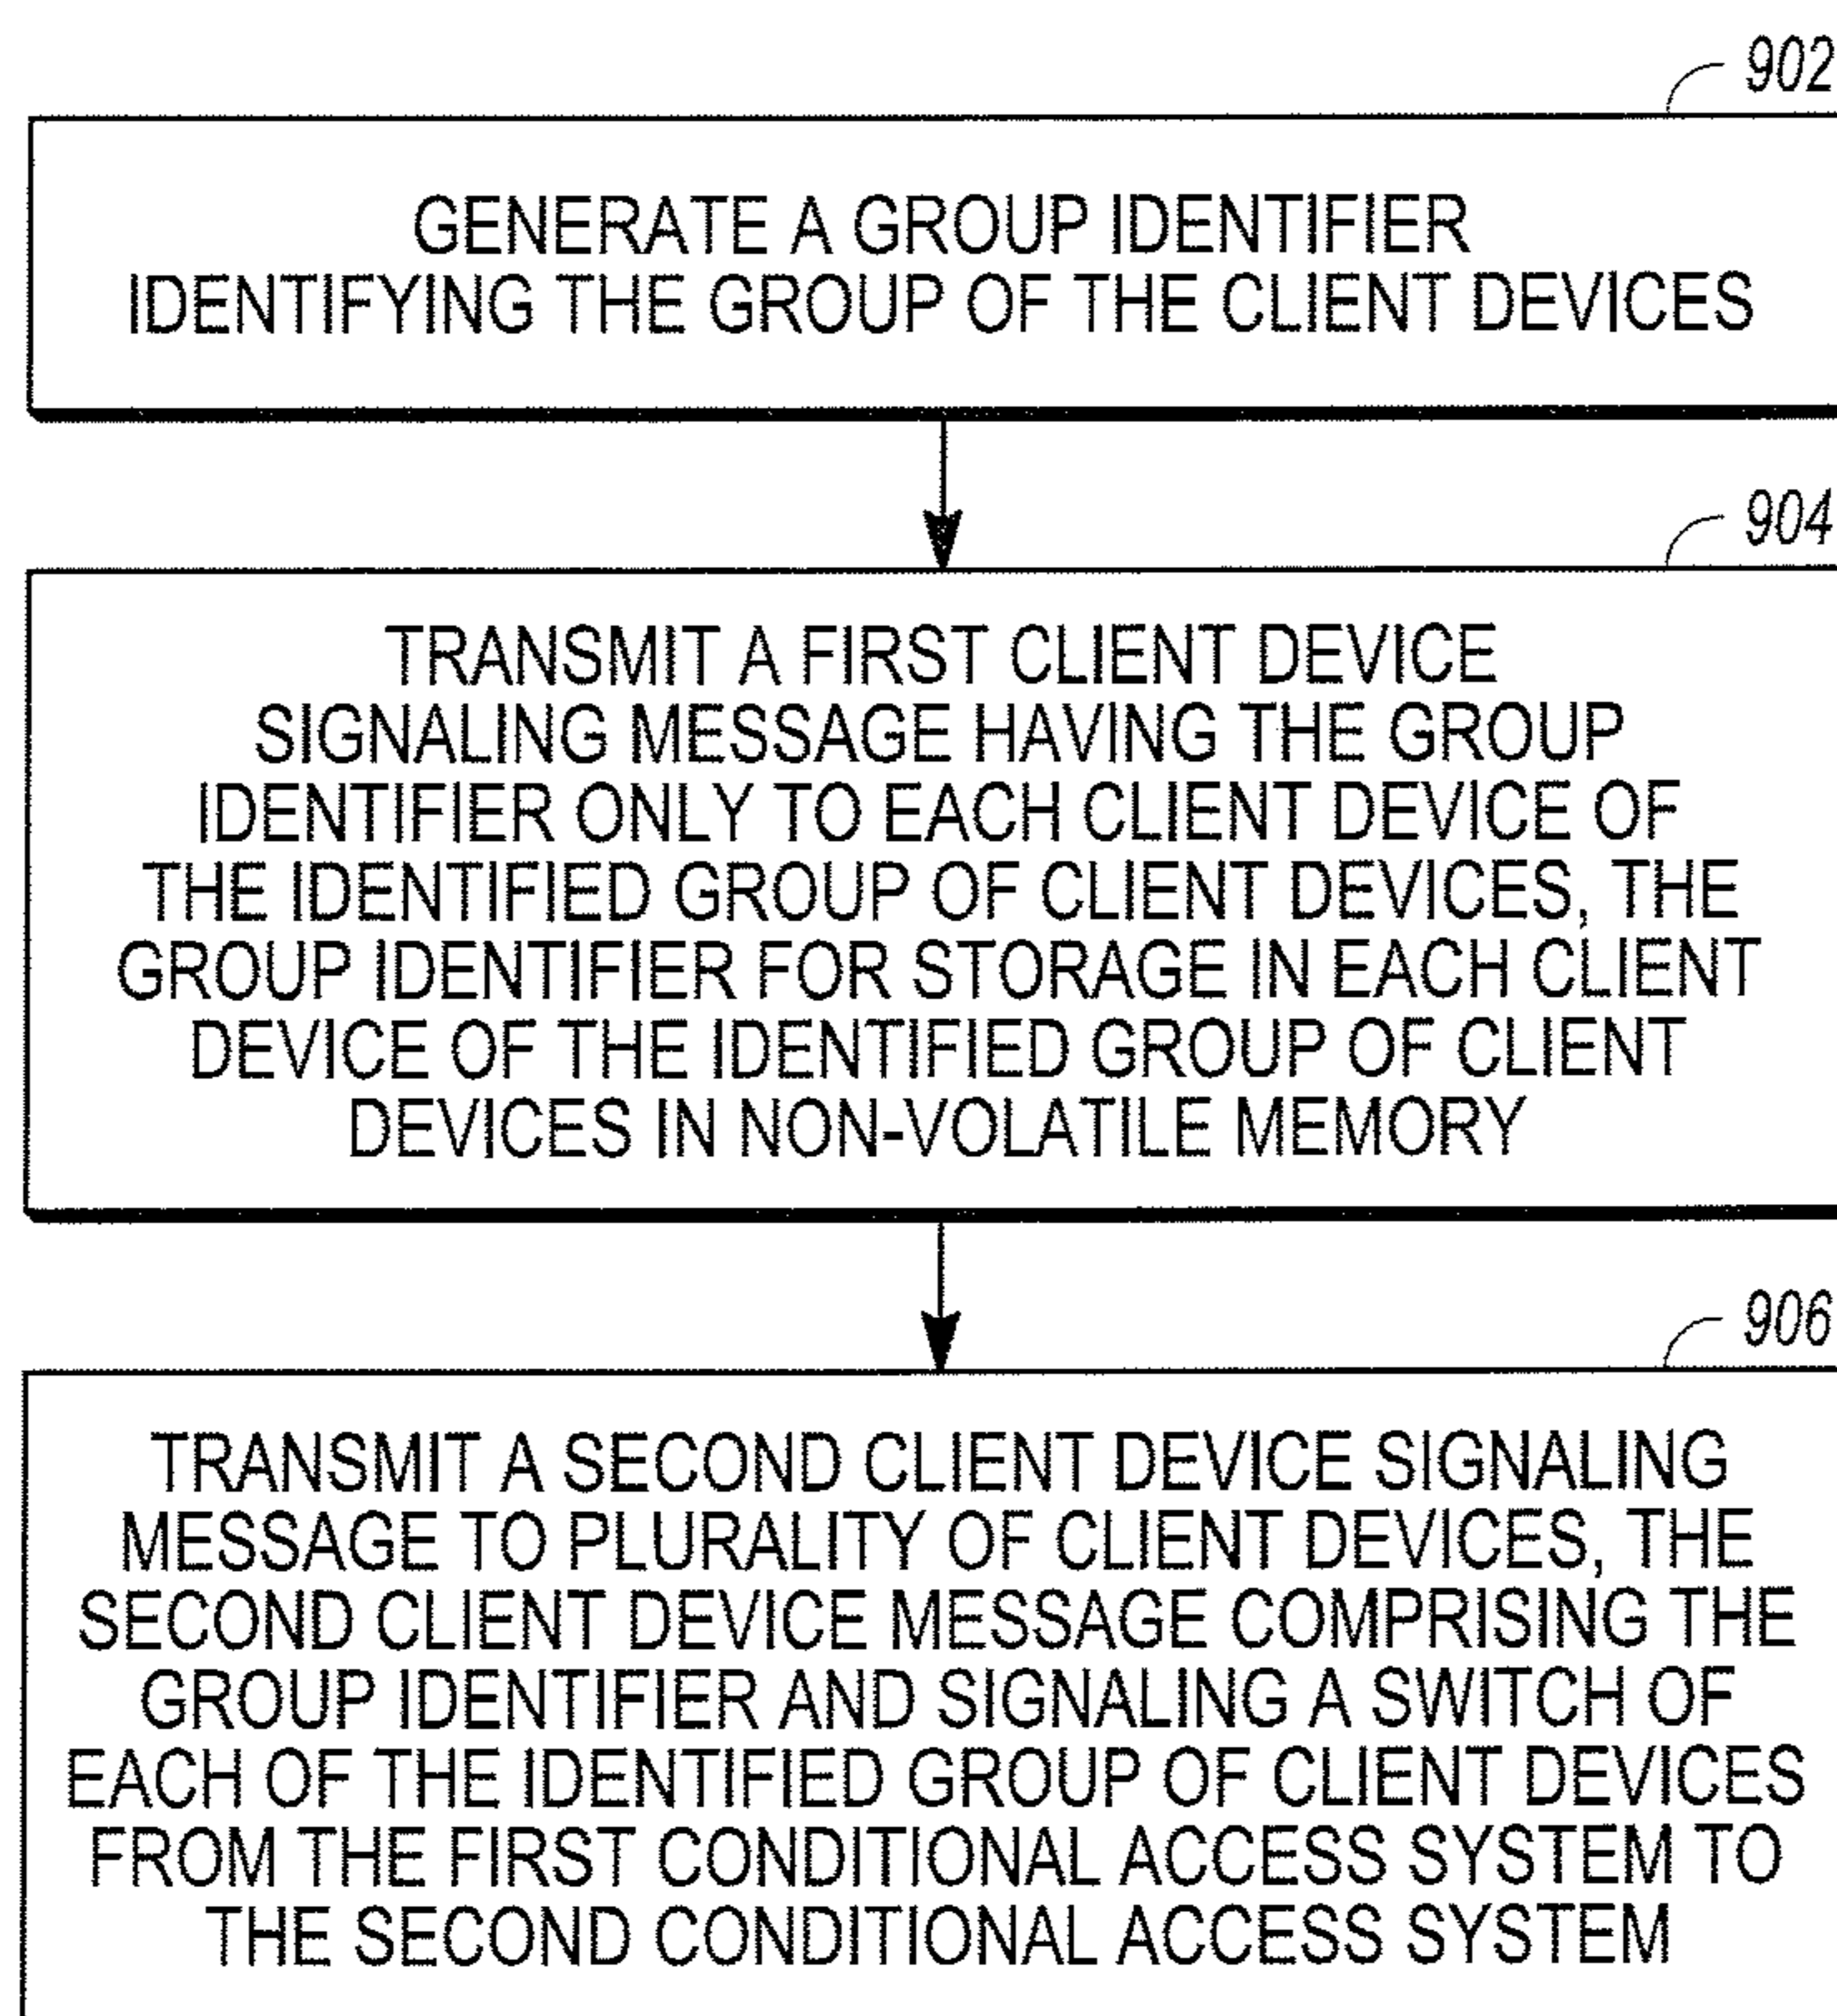 902
GENERATE A GROUP IDENTIFIER
IDENTIFYING THE GROUP OF THE CLIENT DEVICES
904
TRANSMIT A FIRST CLIENT DEVICE
SIGNALING MESSAGE HAVING THE GROUP
IDENTIFIER ONLY TO EACH CLIENT DEVICE OF
THE IDENTIFIED GROUP OF CLIENT DEVICES, THE
GROUP IDENTIFIER FOR STORAGE IN EACH CLIENT
DEVICE OF THE IDENTIFIED GROUP OF CLIENT
DEVICES IN NON-VOLATILE MEMORY
906
TRANSMIT A SECOND CLIENT DEVICE SIGNALING
MESSAGE TO PLURALITY OF CLIENT DEVICES, THE
SECOND CLIENT DEVICE MESSAGE COMPRISING THE
GROUP IDENTIFIER AND SIGNALING A SWITCH OF
EACH OF THE IDENTIFIED GROUP OF CLIENT DEVICES
FROM THE FIRST CONDITIONAL ACCESS SYSTEM TO
THE SECOND CONDITIONAL ACCESS SYSTEM